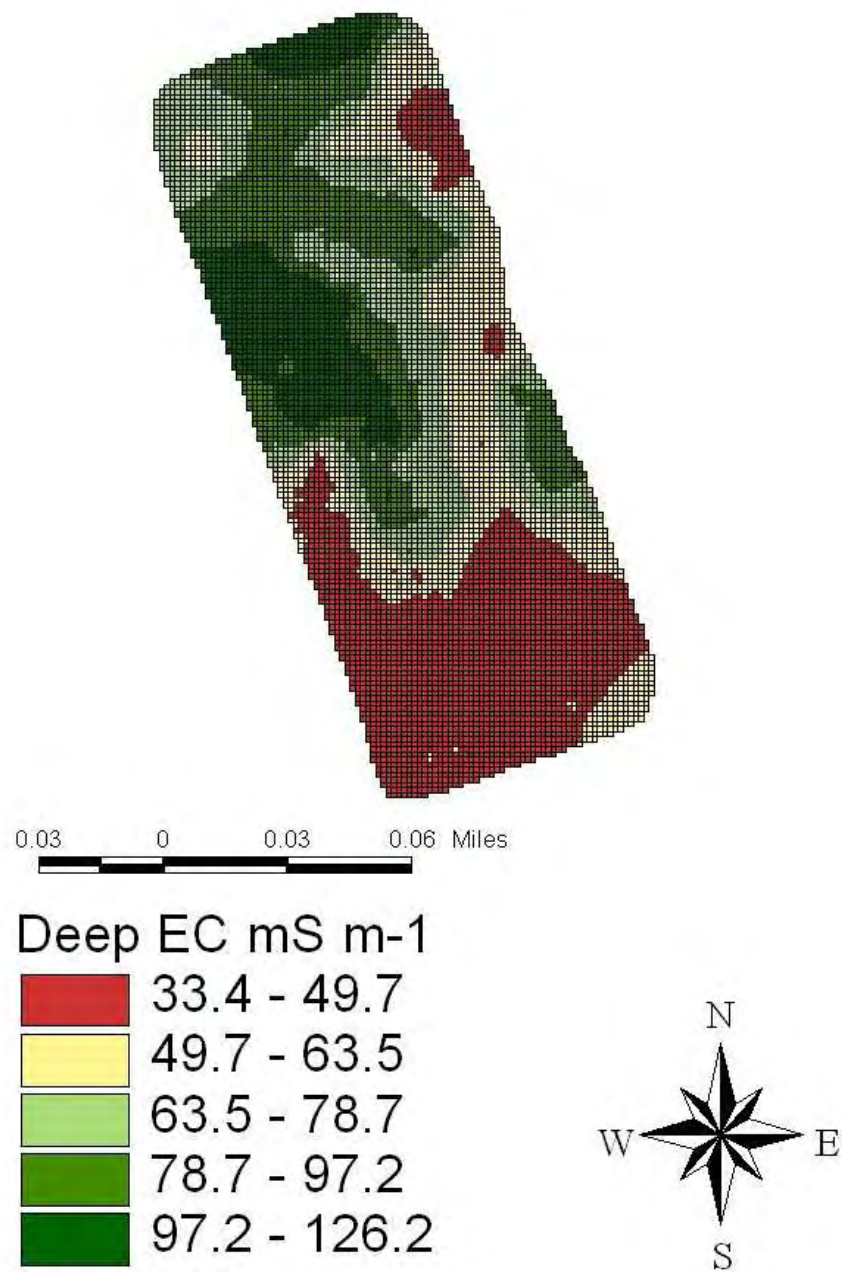 0.03 0 0.03 0.06 Miles
Deep EC mS m-1
33.4 - 49.7
49.7 - 63.5
63.5 - 78.7
78.7 - 97.2
97.2 - 126.2
N
W E
S